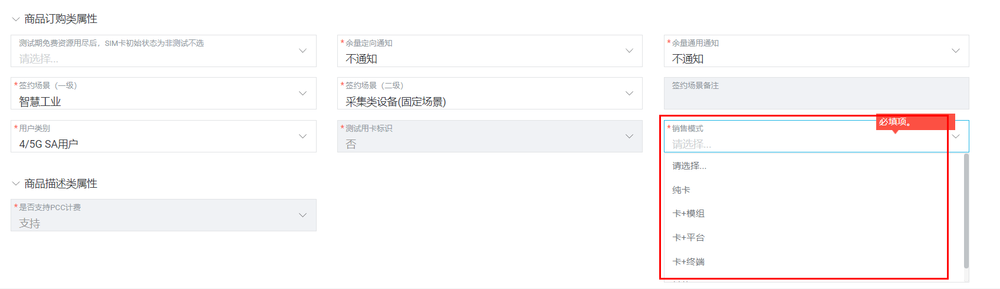 商品订购类属性
测试期免费资源用尽后，SIM卡初始状态为非测试不选
请选择...
*余量定向通知
不通知
*余量通用通知
不通知
*签约场景（一级）
智慧工业
*签约场景（二级）
采集类设备(固定场景)
签约场景备注
*用户类别
4/5G SA用户
*测试用卡标识
否
必填项。
*销售模式
请选择...
请选择...
纯卡
卡+模组
卡+平台
卡+终端
商品描述类属性
*是否支持PCC计费
支持